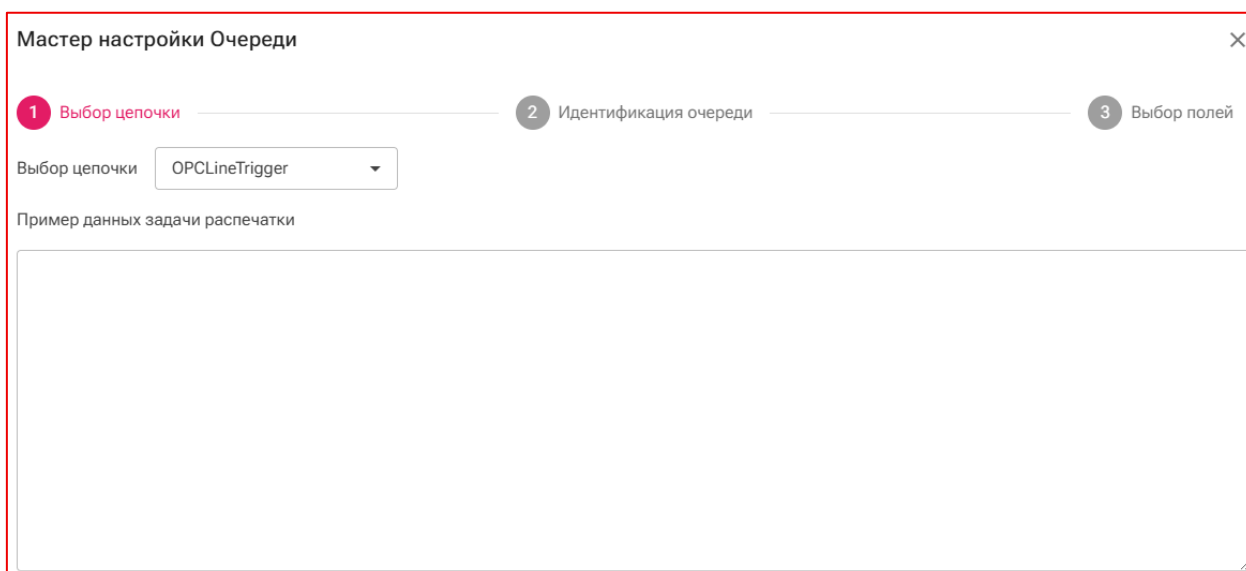 Мастер настройки Очереди
1 Выбор цепочки 2 Идентификация очереди 3 Выбор полей
Выбор цепочки OPCLineTrigger
Пример данных задачи распечатки